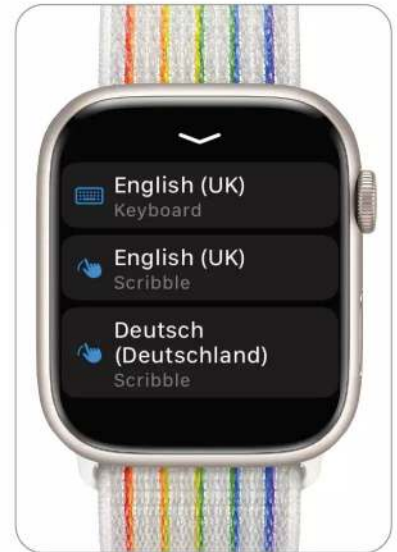 English (UK)
Keyboard
English (UK)
Scribble
Deutsch
(Deutschland)
Scribble